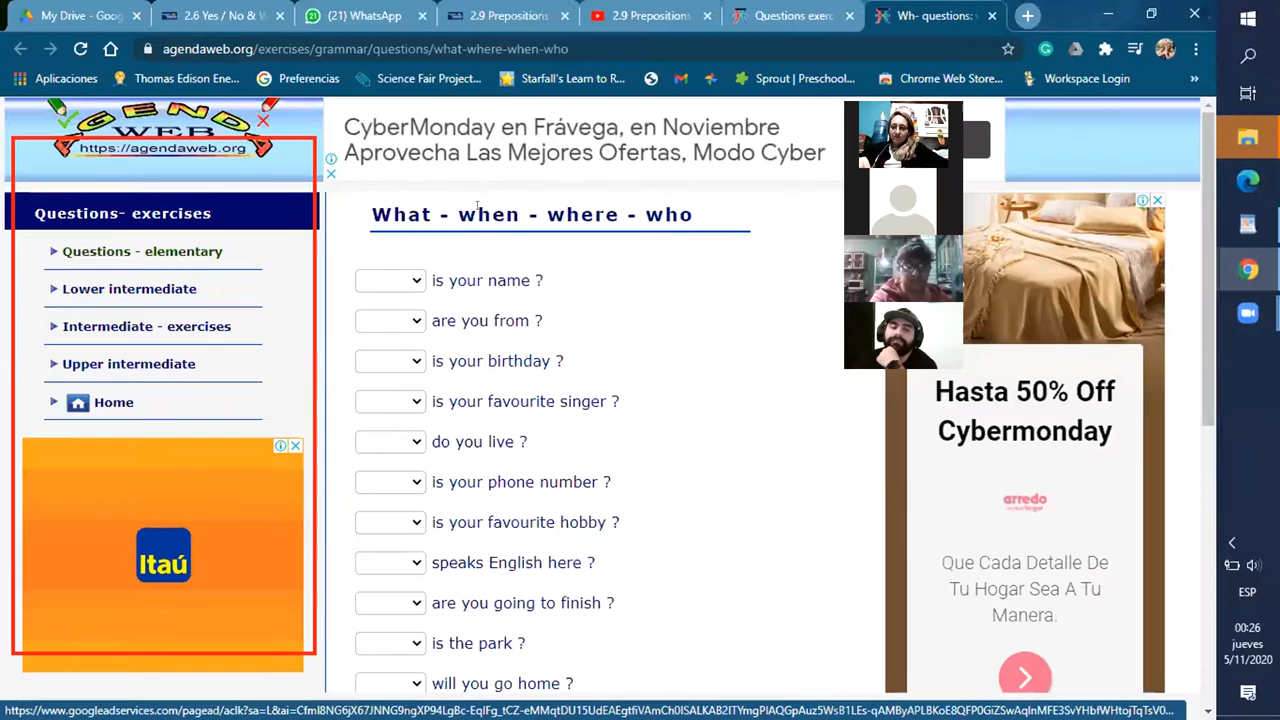 My Drive - Goog
2.6 Yes / No & W
(21) WhatsApp
2.9 Prepositions
2.9 Prepositions
Questions exerc
Wh- questions:
agendaweb.org/exercises/grammar/questions/what-where-when-who
Aplicaciones
Thomas Edison Ene...
Preferencias
Science Fair Project...
Starfall's Learn to R...
Sprout | Preschool...
Chrome Web Store...
Workspace Login
»
AGENDA
WEB
https://agendaweb.org
CyberMonday en Frávega, en Noviembre
Aprovecha Las Mejores Ofertas, Modo Cyber
Questions- exercises
Questions - elementary
Lower intermediate
Intermediate - exercises
Upper intermediate
Home
Itaú
What - when - where - who
is your name ?
are you from ?
is your birthday ?
is your favourite singer ?
do you live ?
is your phone number ?
is your favourite hobby ?
speaks English here ?
are you going to finish ?
is the park ?
will you go home ?
Hasta 50% Off
Cybermonday
arredo
Que Cada Detalle De
Tu Hogar Sea A Tu
Manera.
ESP
00:26
jueves
5/11/2020